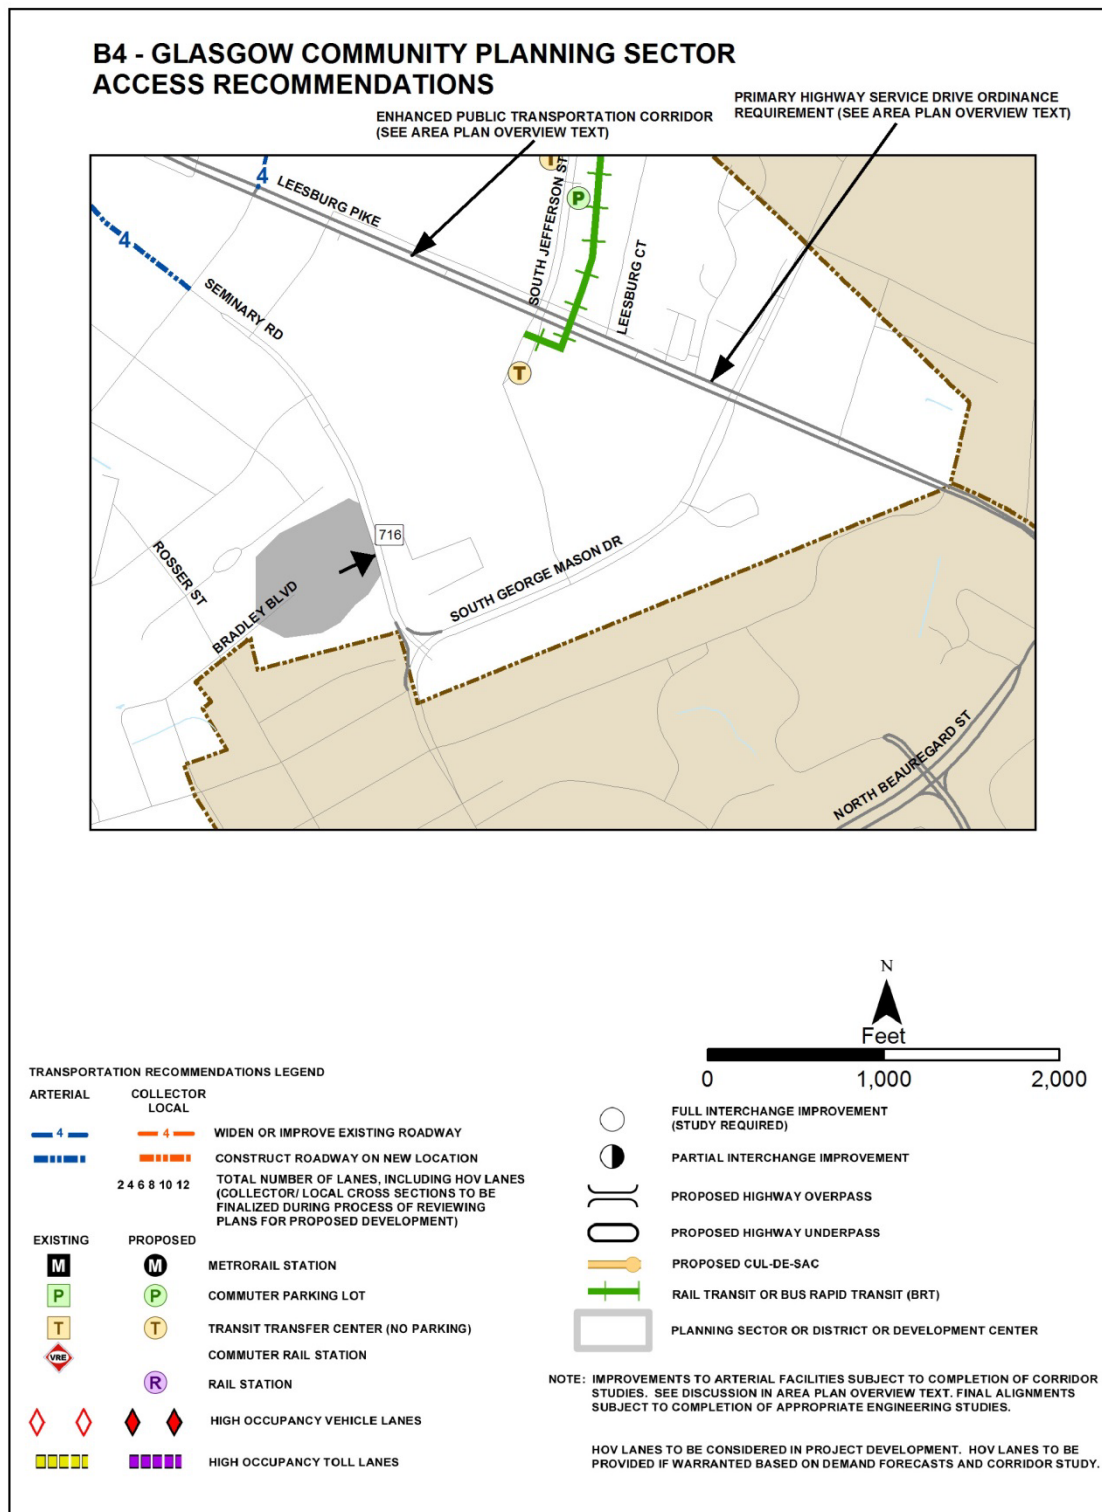 B4 - GLASGOW COMMUNITY PLANNING SECTOR
ACCESS RECOMMENDATIONS
ENHANCED PUBLIC TRANSPORTATION CORRIDOR
(SEE AREA PLAN OVERVIEW TEXT)
PRIMARY HIGHWAY SERVICE DRIVE ORDINANCE
REQUIREMENT (SEE AREA PLAN OVERVIEW TEXT)
4
T
P
LEESBURG PIKE
SOUTH JEFFERSON ST
LEESBURG CT
4
SEMINARY RD
T
716
ROSSER ST
BRADLEY BLVD
SOUTH GEORGE MASON DR
NORTH BEAUREGARD ST
N
Feet
0 1,000 2,000
TRANSPORTATION RECOMMENDATIONS LEGEND
ARTERIAL
COLLECTOR
LOCAL
4 4 WIDEN OR IMPROVE EXISTING ROADWAY
CONSTRUCT ROADWAY ON NEW LOCATION
2 4 6 8 10 12
TOTAL NUMBER OF LANES, INCLUDING HOV LANES
(COLLECTOR/ LOCAL CROSS SECTIONS TO BE
FINALIZED DURING PROCESS OF REVIEWING
PLANS FOR PROPOSED DEVELOPMENT)
EXISTING PROPOSED
M M METRORAIL STATION
P P COMMUTER PARKING LOT
T T TRANSIT TRANSFER CENTER (NO PARKING)
VRE COMMUTER RAIL STATION
R RAIL STATION
HIGH OCCUPANCY VEHICLE LANES
HIGH OCCUPANCY TOLL LANES
FULL INTERCHANGE IMPROVEMENT
(STUDY REQUIRED)
PARTIAL INTERCHANGE IMPROVEMENT
PROPOSED HIGHWAY OVERPASS
PROPOSED HIGHWAY UNDERPASS
PROPOSED CUL-DE-SAC
RAIL TRANSIT OR BUS RAPID TRANSIT (BRT)
PLANNING SECTOR OR DISTRICT OR DEVELOPMENT CENTER
NOTE: IMPROVEMENTS TO ARTERIAL FACILITIES SUBJECT TO COMPLETION OF CORRIDOR
STUDIES. SEE DISCUSSION IN AREA PLAN OVERVIEW TEXT. FINAL ALIGNMENTS
SUBJECT TO COMPLETION OF APPROPRIATE ENGINEERING STUDIES.
HOV LANES TO BE CONSIDERED IN PROJECT DEVELOPMENT. HOV LANES TO BE
PROVIDED IF WARRANTED BASED ON DEMAND FORECASTS AND CORRIDOR STUDY.